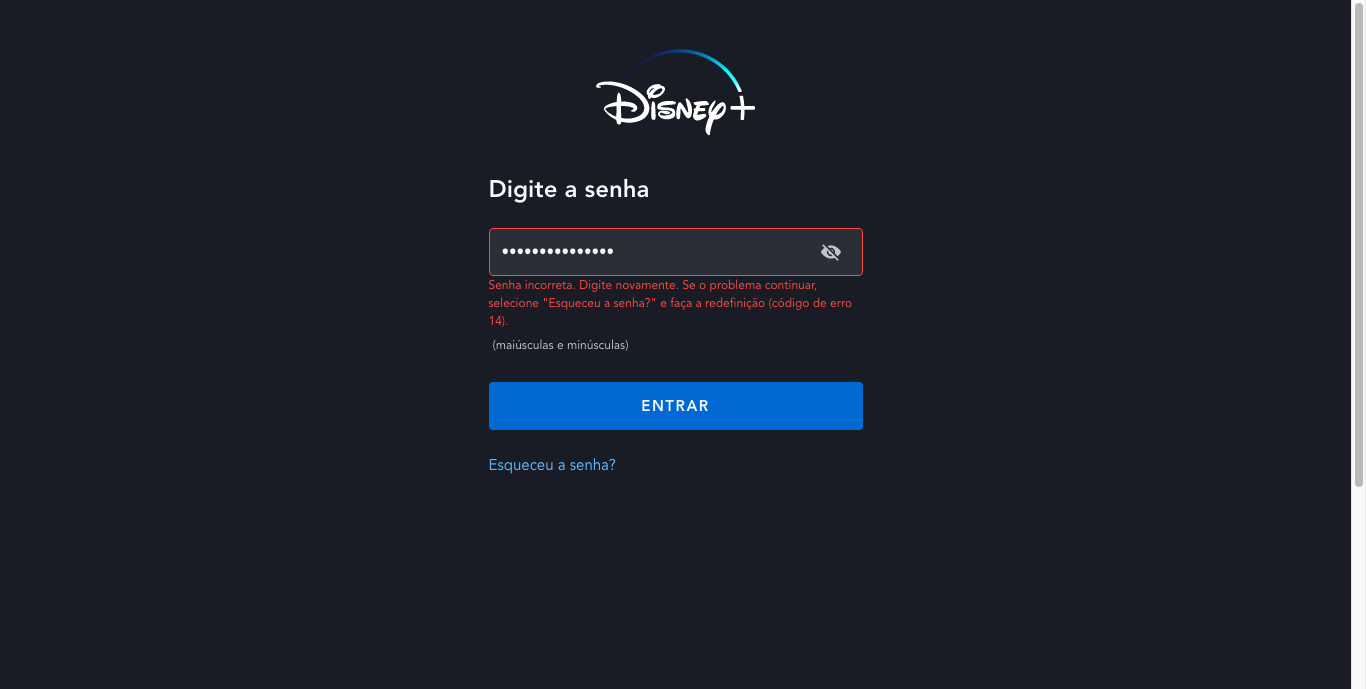 Disney+
Digite a senha
•••••••••••••••
Senha incorreta. Digite novamente. Se o problema continuar,
selecione "Esqueceu a senha?" e faça a redefinição (código de erro
14).
(maiúsculas e minúsculas)
ENTRAR
Esqueceu a senha?